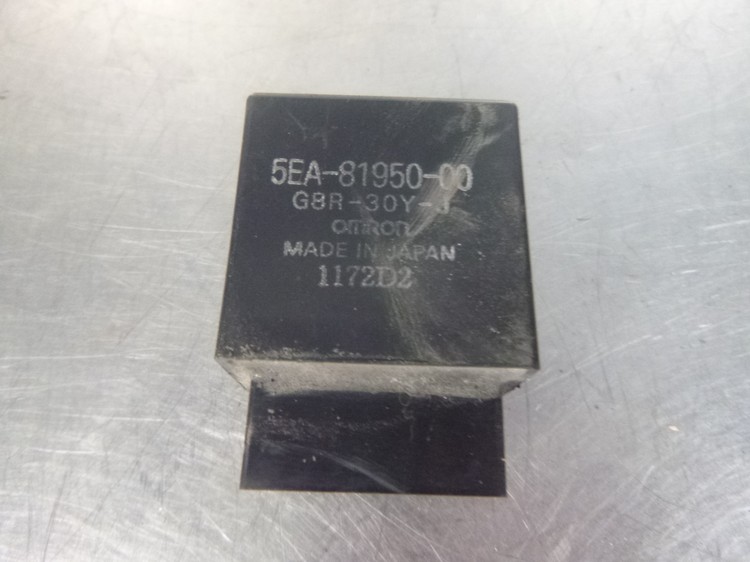 5EA-81950-00
G8R-30Y-J
omron
MADE IN JAPAN
1172D2